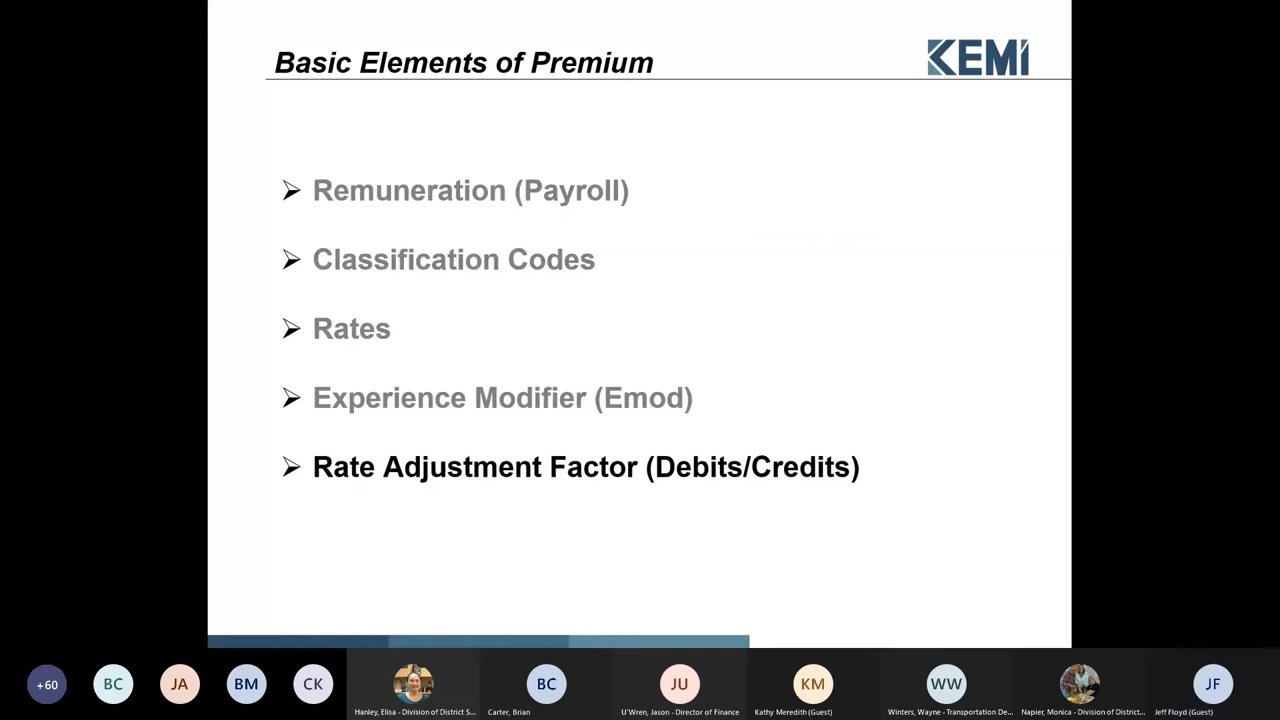 Basic Elements of Premium
KEMI
Remuneration (Payroll)
Classification Codes
Rates
Experience Modifier (Emod)
Rate Adjustment Factor (Debits/Credits)
+60
BC
JA
BM
CK
BC
JU
KM
WW
JF
Hanley, Elisa - Division of District S...
Carter, Brian
U'Wren, Jason - Director of Finance
Kathy Meredith (Guest)
Winters, Wayne - Transportation De...
Napier, Monica - Division of District...
Jeff Floyd (Guest)